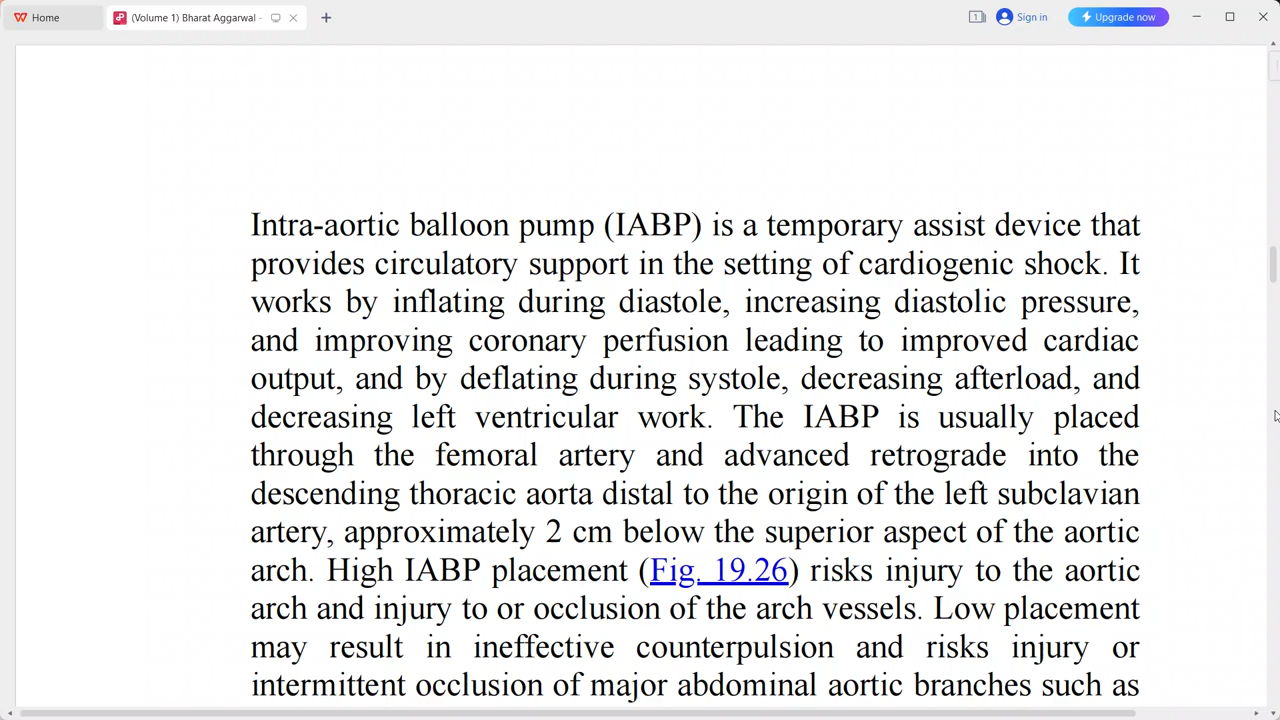 Home
(Volume 1) Bharat Aggarwal -
1
Sign in
Upgrade now
Intra-aortic balloon pump (IABP) is a temporary assist device that
provides circulatory support in the setting of cardiogenic shock. It
works by inflating during diastole, increasing diastolic pressure,
and improving coronary perfusion leading to improved cardiac
output, and by deflating during systole, decreasing afterload, and
decreasing left ventricular work. The IABP is usually placed
through the femoral artery and advanced retrograde into the
descending thoracic aorta distal to the origin of the left subclavian
artery, approximately 2 cm below the superior aspect of the aortic
arch. High IABP placement (Fig. 19.26) risks injury to the aortic
arch and injury to or occlusion of the arch vessels. Low placement
may result in ineffective counterpulsion and risks injury or
intermittent occlusion of major abdominal aortic branches such as